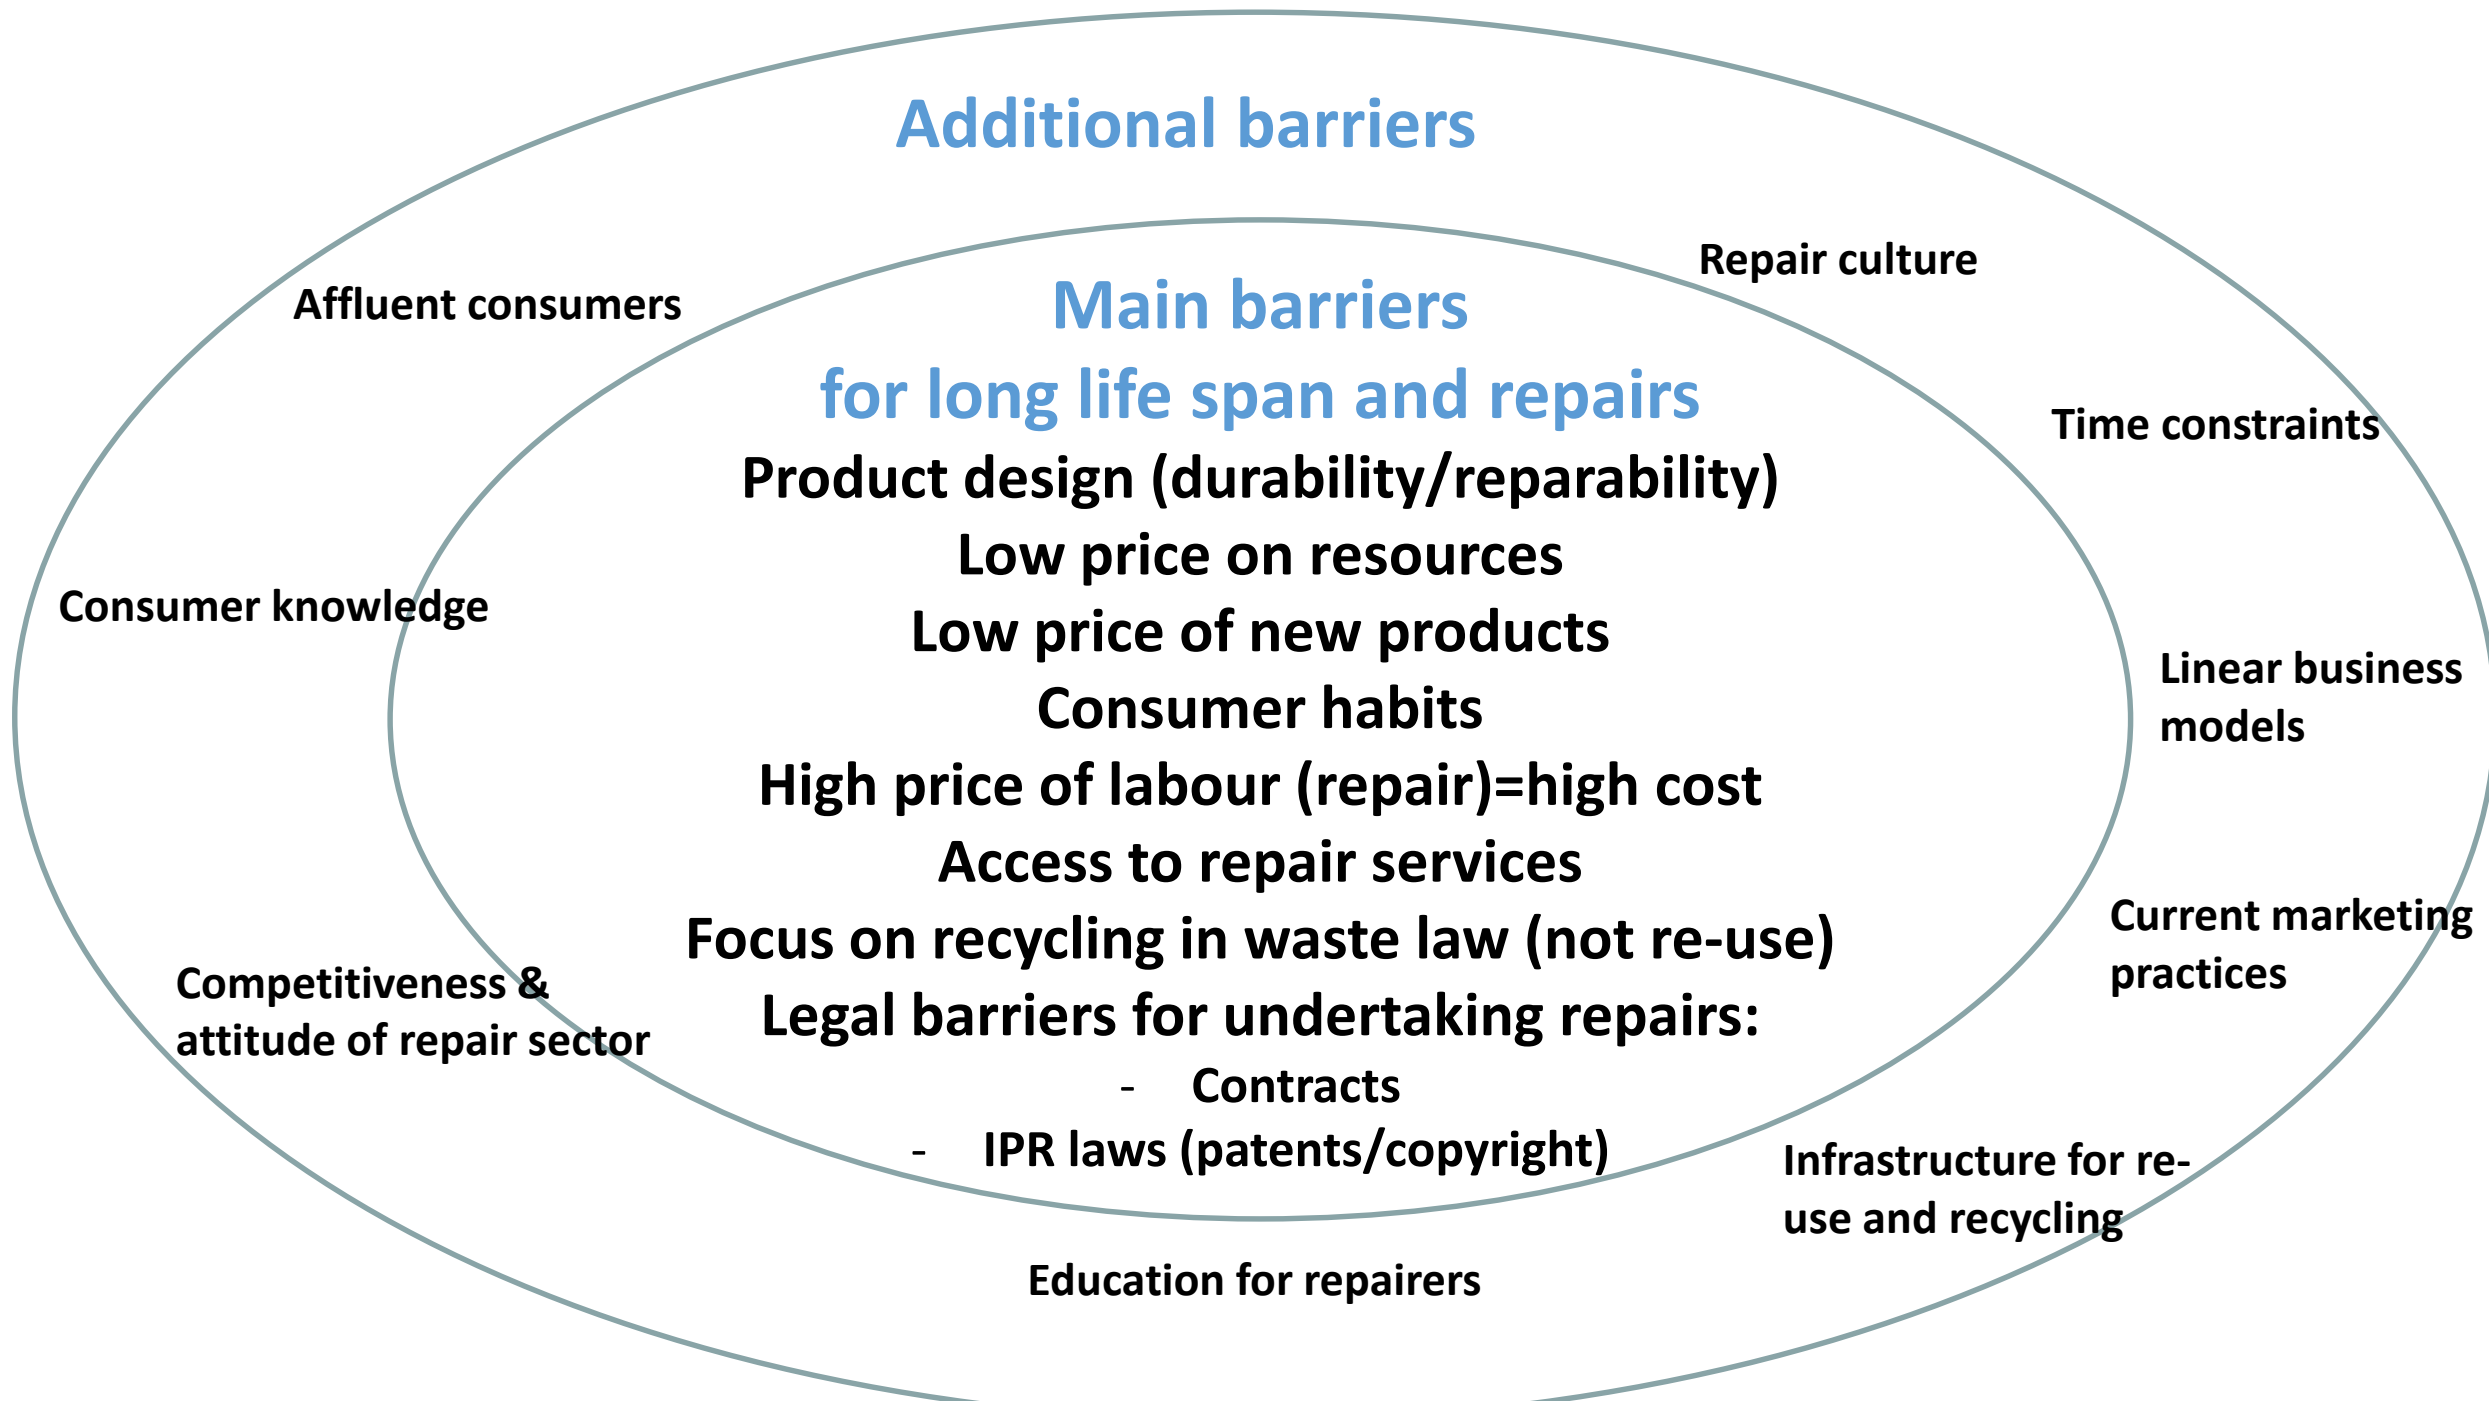 Additional barriers
Repair culture
Affluent consumers
Main barriers
for long life span and repairs
Time constraints
Product design (durability/reparability)
Low price on resources
Consumer knowledge
Low price of new products
Linear business
models
Consumer habits
High price of labour (repair)=high cost
Access to repair services
Current marketing
practices
Focus on recycling in waste law (not re-use)
Competitiveness &
attitude of repair sector
Legal barriers for undertaking repairs:
- Contracts
- IPR laws (patents/copyright)
Infrastructure for re-
use and recycling
Education for repairers